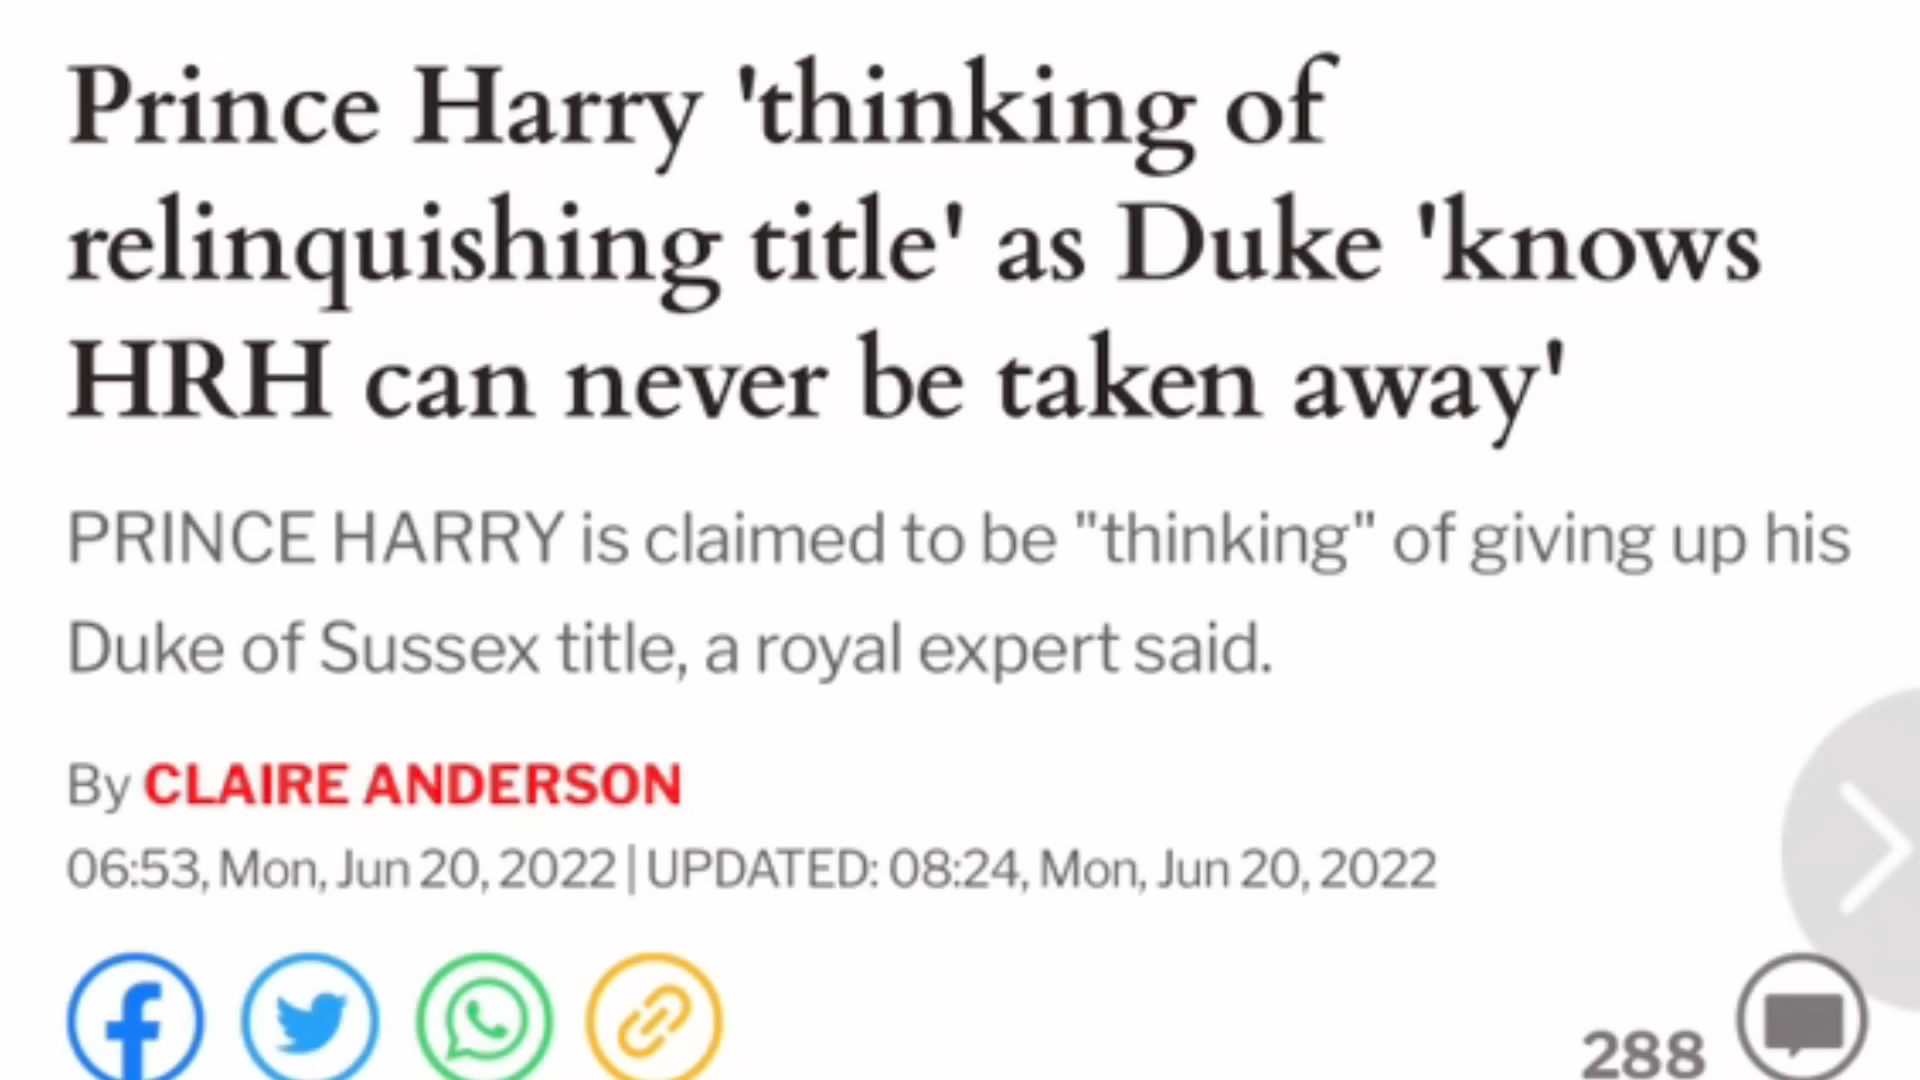 Prince Harry 'thinking of
relinquishing title' as Duke 'knows
HRH can never be taken away'
PRINCE HARRY is claimed to be "thinking" of giving up his
Duke of Sussex title, a royal expert said.
By CLAIRE ANDERSON
06:53, Mon, Jun 20, 2022 | UPDATED: 08:24, Mon, Jun 20, 2022
288